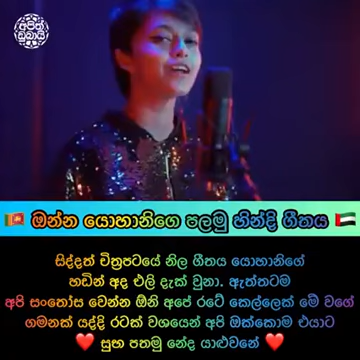 අපිත්
ඩුබායි
ඔන්න යොහානිගෙ පලමු හින්දි ගීතය
සිද්දත් චිත්‍රපටයේ නිල ගීතය යොහානිගේ
හඩින් අද එලි දැක් වුනා. ඇත්තටම
අපි සංතෝස වෙන්න ඕනි අපේ රටේ කෙල්ලෙක් මේ වගේ
ගමනක් යද්දි රටක් වශයෙන් අපි ඔක්කොම එයාට
❤️ සුභ පතමු නේද යාළුවනේ ❤️